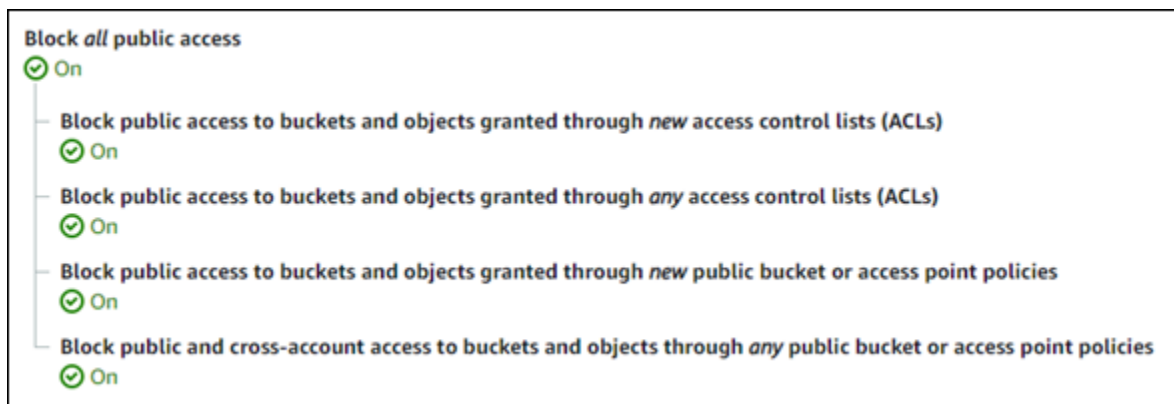 Block all public access
On
Block public access to buckets and objects granted through new access control lists (ACLs)
On
Block public access to buckets and objects granted through any access control lists (ACLs)
On
Block public access to buckets and objects granted through new public bucket or access point policies
On
Block public and cross-account access to buckets and objects through any public bucket or access point policies
On